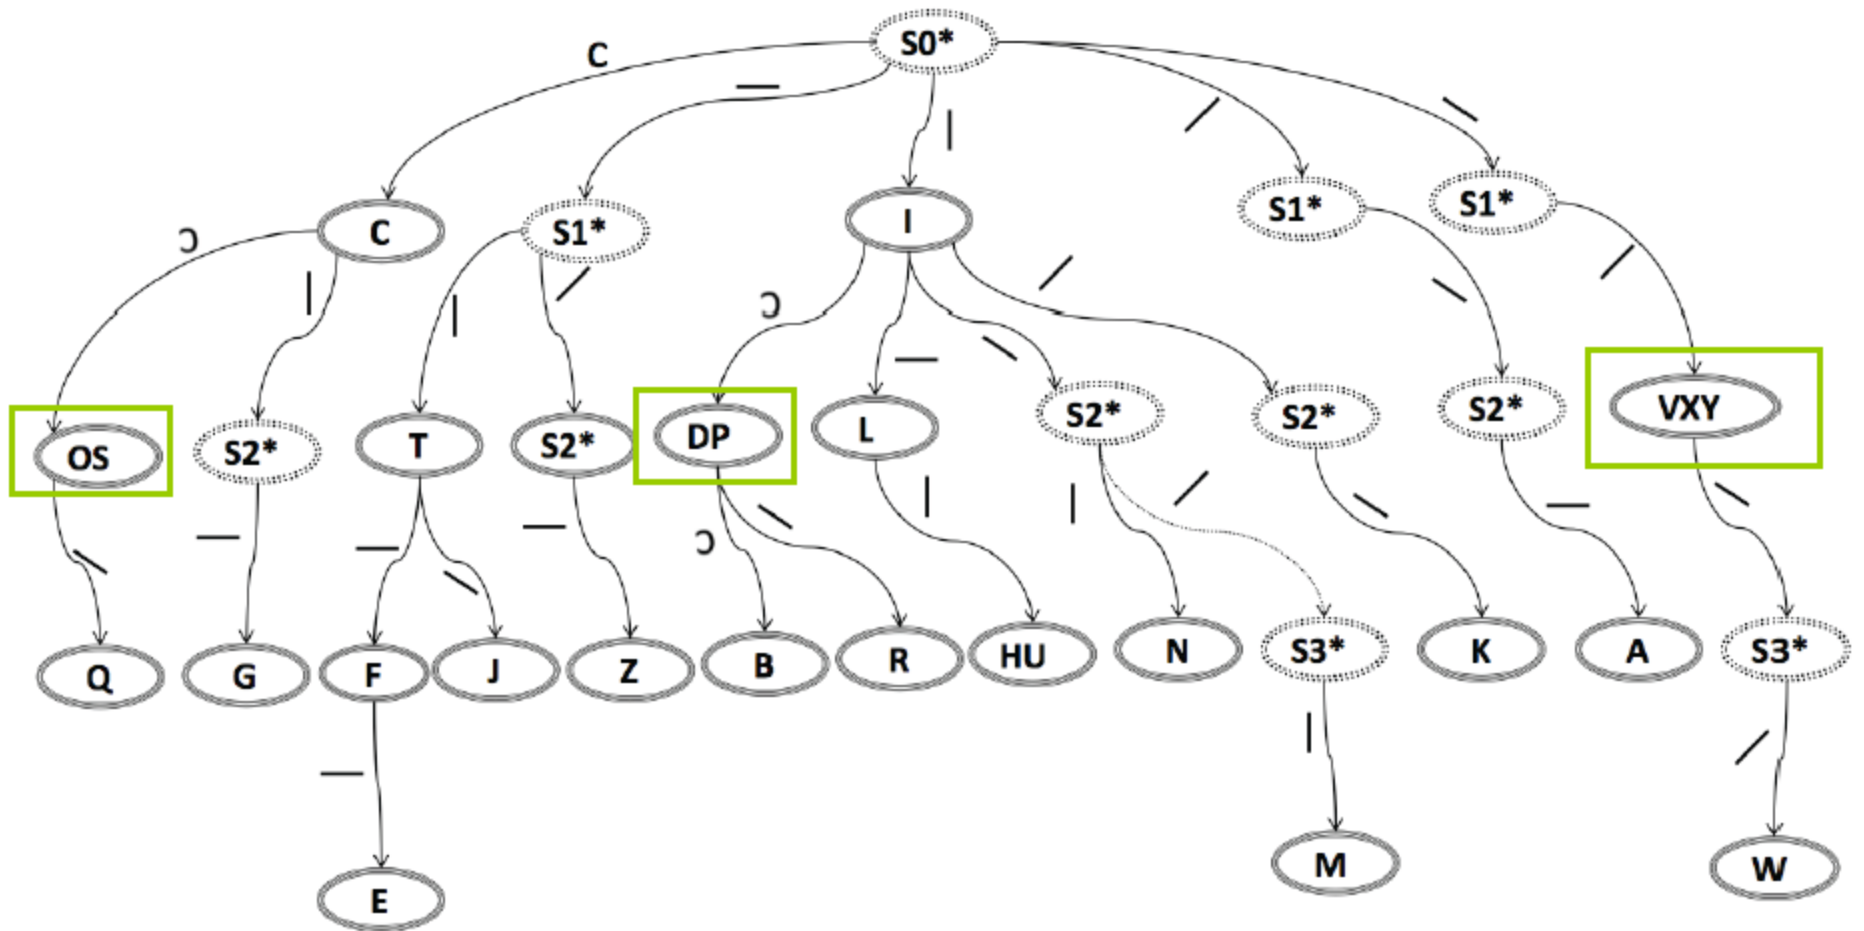 S0*
C
—
|
/
\
C
S1*
I
S1*
S1*
Ɔ
|
|
/
Ɔ
—
\
/
\
/
OS
S2*
T
S2*
DP
L
S2*
S2*
S2*
VXY
\
—
—
\
—
Ɔ
\
|
|
/
\
—
\
Q
G
F
J
Z
B
R
HU
N
S3*
K
A
S3*
—
|
/
E
M
W